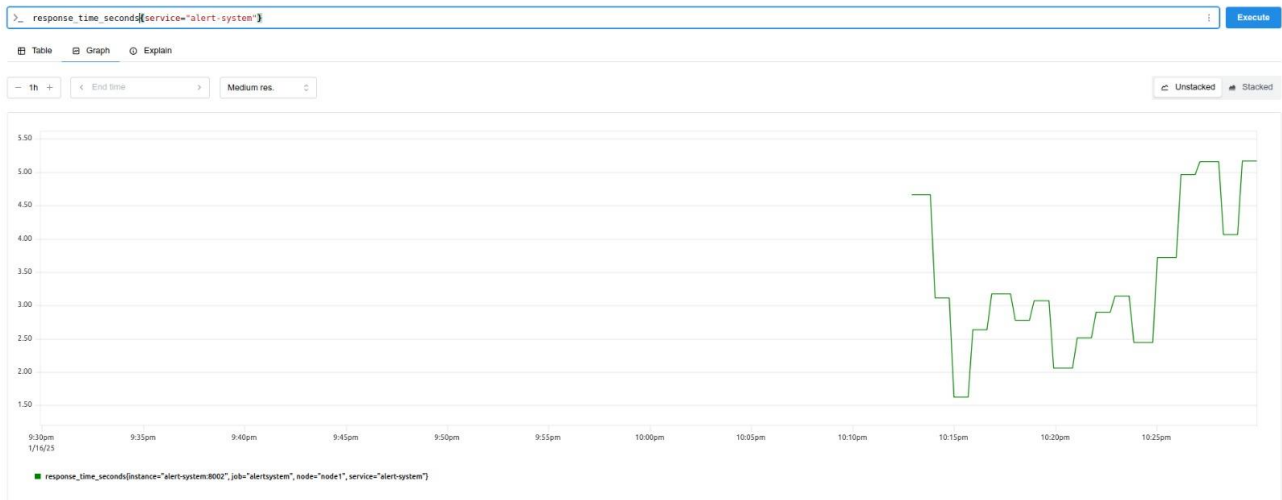 >_ response_time_seconds{service="alert-system"}
Execute
Table Graph Explain
− 1h + < End time > Medium res. Unstacked Stacked
5.50
5.00
4.50
4.00
3.50
3.00
2.50
2.00
1.50
9:30pm 9:35pm 9:40pm 9:45pm 9:50pm 9:55pm 10:00pm 10:05pm 10:10pm 10:15pm 10:20pm 10:25pm
1/16/25
response_time_seconds{instance="alert-system:8002", job="alertsystem", node="node1", service="alert-system"}